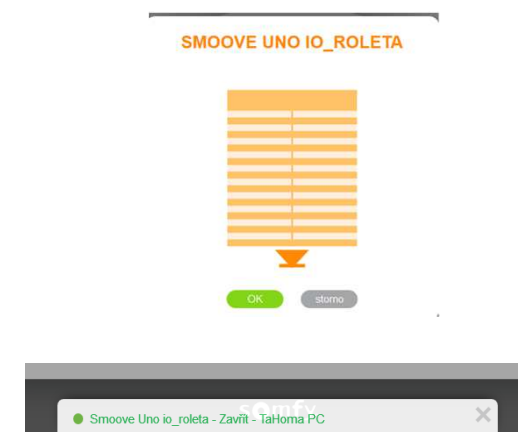 SMOOVE UNO IO_ROLETA
OK
storno
somfy
Smoove Uno io_roleta - Zavřít - TaHoma PC